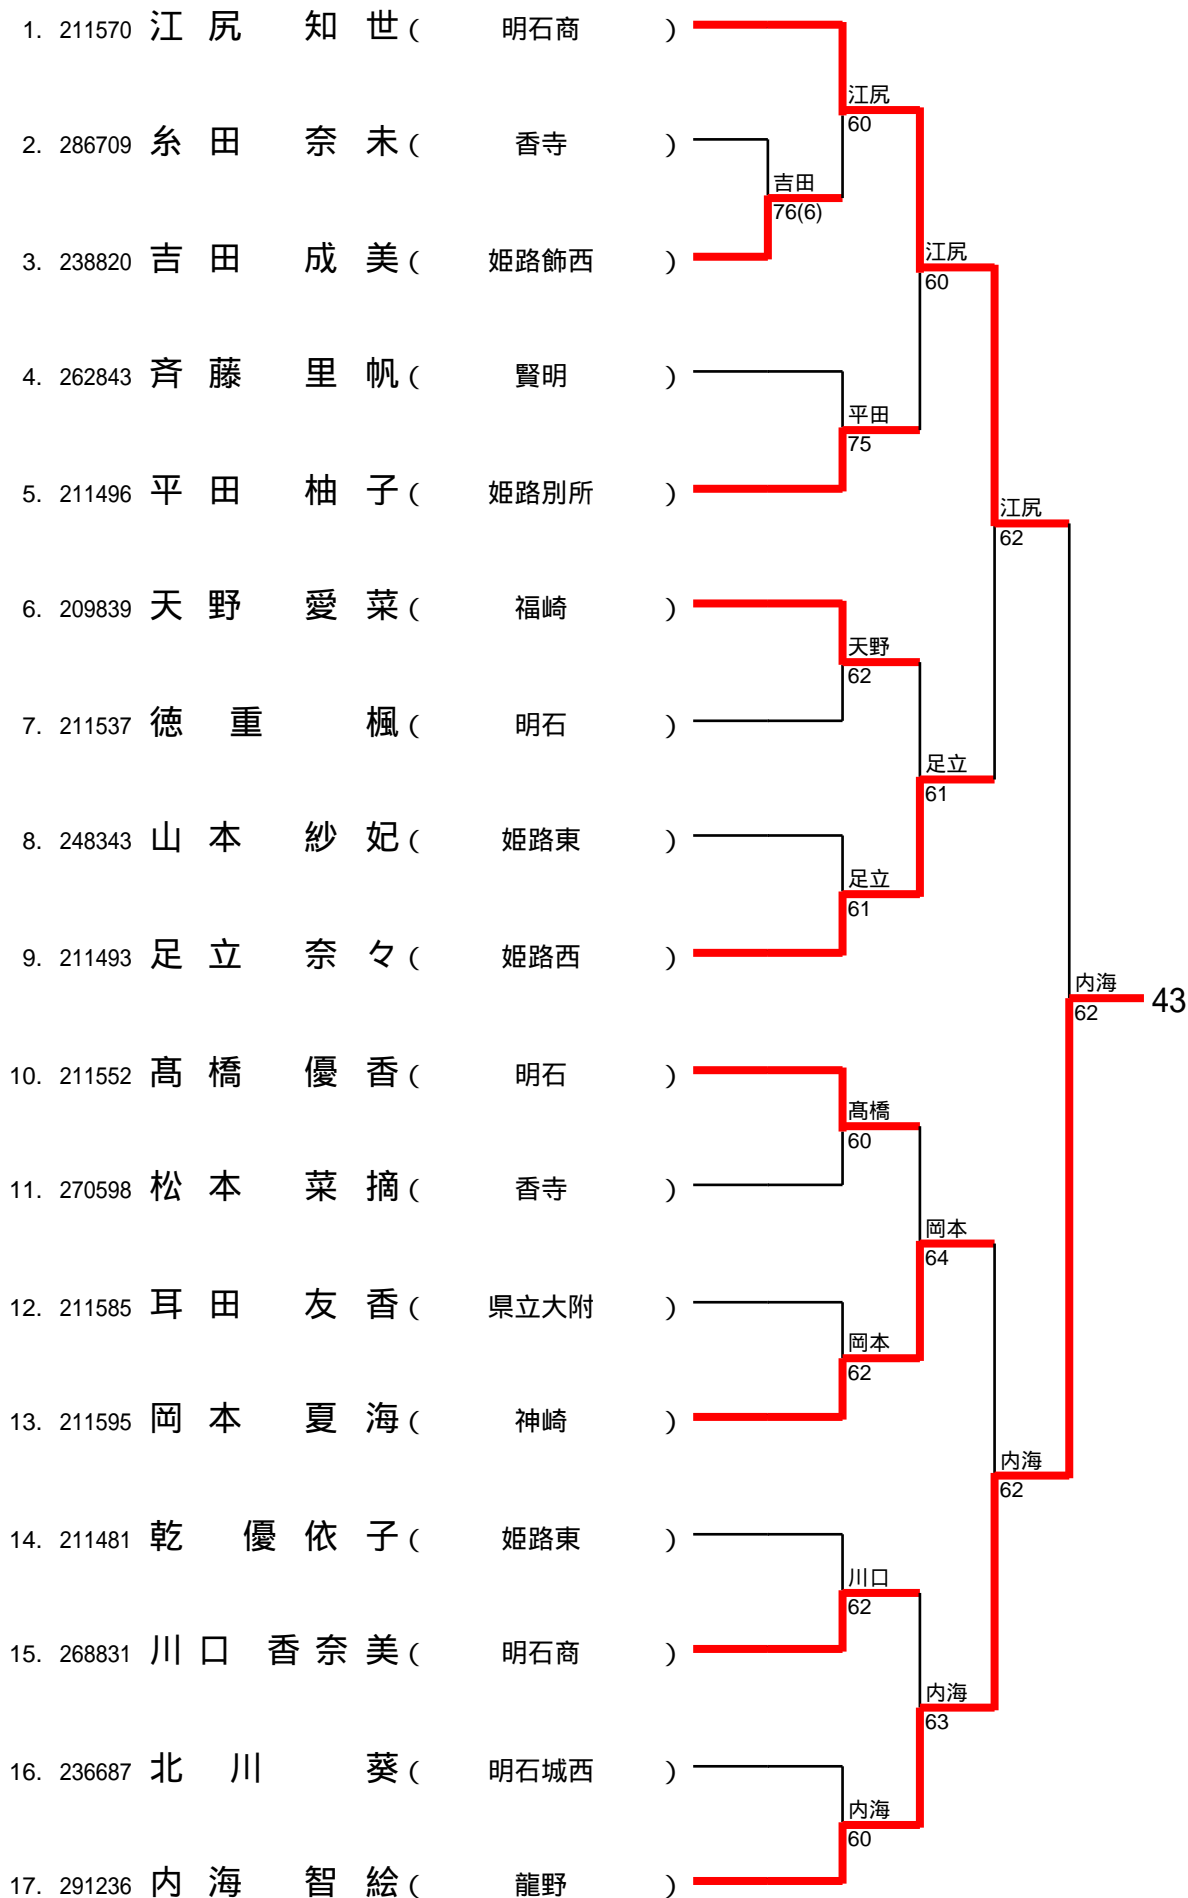 1. 211570 江尻 知世 ( 明石商 )
江尻
60
2. 286709 糸田 奈未 ( 香寺 )
吉田
76(6)
3. 238820 吉田 成美 ( 姫路飾西 )
江尻
60
4. 262843 斉藤 里帆 ( 賢明 )
平田
75
5. 211496 平田 柚子 ( 姫路別所 )
江尻
62
6. 209839 天野 愛菜 ( 福崎 )
天野
62
7. 211537 徳重 楓 ( 明石 )
足立
61
8. 248343 山本 紗妃 ( 姫路東 )
足立
61
9. 211493 足立 奈々 ( 姫路西 )
内海
62
43
10. 211552 髙橋 優香 ( 明石 )
髙橋
60
11. 270598 松本 菜摘 ( 香寺 )
岡本
64
12. 211585 耳田 友香 ( 県立大附 )
岡本
62
13. 211595 岡本 夏海 ( 神崎 )
内海
62
14. 211481 乾 優依子 ( 姫路東 )
川口
62
15. 268831 川口 香奈美 ( 明石商 )
内海
63
16. 236687 北川 葵 ( 明石城西 )
内海
60
17. 291236 内海 智絵 ( 龍野 )